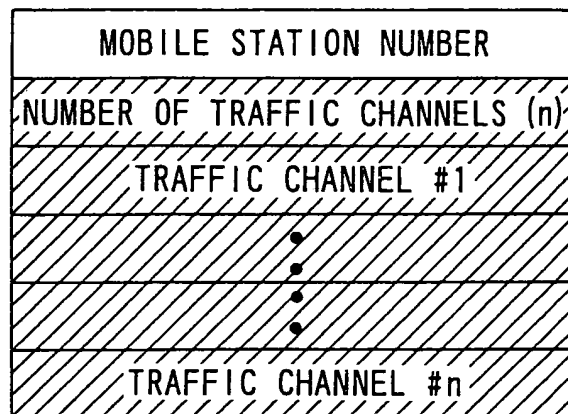 MOBILE STATION NUMBER
NUMBER OF TRAFFIC CHANNELS (n)
TRAFFIC CHANNEL #1
TRAFFIC CHANNEL #n